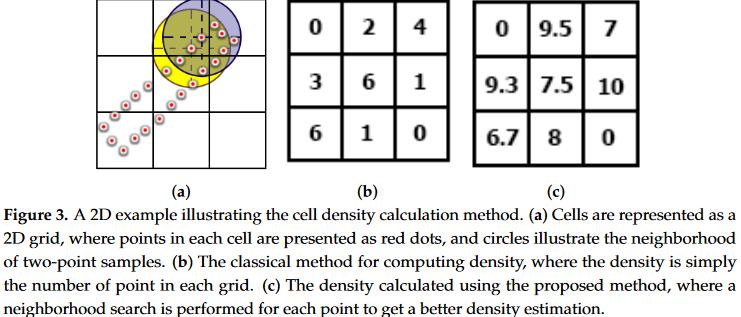 0 2 4
3 6 1
6 1 0
0 9.5 7
9.3 7.5 10
6.7 8 0
(a) (b) (c)
Figure 3. A 2D example illustrating the cell density calculation method. (a) Cells are represented as a
2D grid, where points in each cell are presented as red dots, and circles illustrate the neighborhood
of two-point samples. (b) The classical method for computing density, where the density is simply
the number of point in each grid. (c) The density calculated using the proposed method, where a
neighborhood search is performed for each point to get a better density estimation.